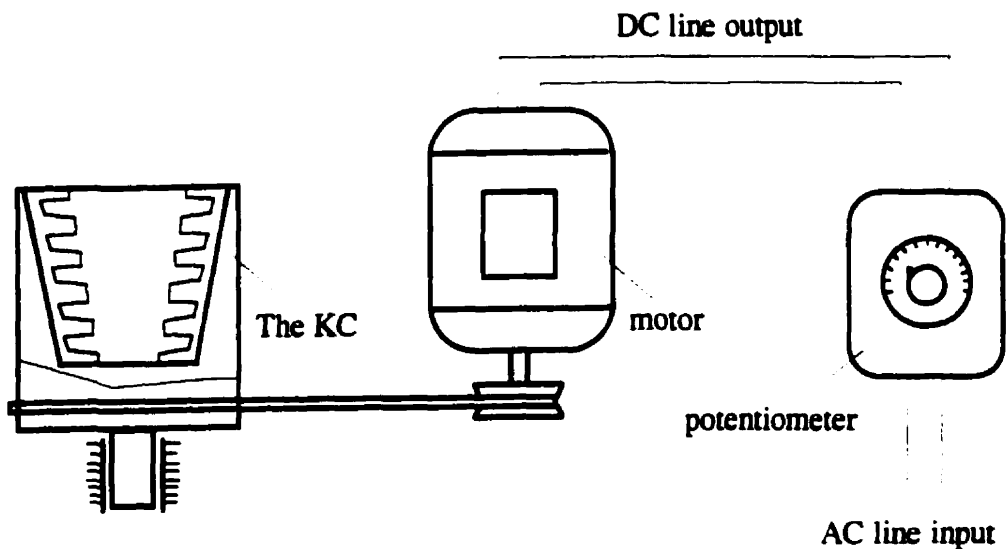 DC line output
The KC
motor
potentiometer
AC line input